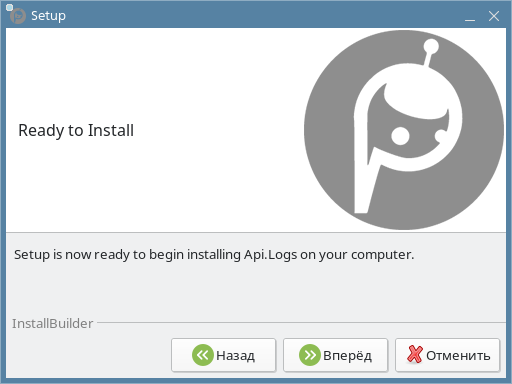 Setup
Ready to Install
Setup is now ready to begin installing Api.Logs on your computer.
InstallBuilder
Назад
Вперёд
Отменить